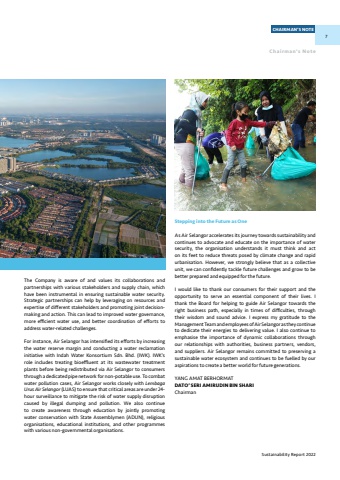 CHAIRMAN'S NOTE
7
Chairman's Note
The Company is aware of and values its collaborations and
partnerships with various stakeholders and supply chain, which
have been instrumental in ensuring sustainable water security.
Strategic partnerships can help by leveraging on resources and
expertise of different stakeholders and promoting joint decision-
making and action. This can lead to improved water governance,
more efficient water use, and better coordination of efforts to
address water-related challenges.
For instance, Air Selangor has intensified its efforts by increasing
the water reserve margin and conducting a water reclamation
initiative with Indah Water Konsortium Sdn. Bhd. (IWK). IWK's
role includes treating bioeffluent at its wastewater treatment
plants before being redistributed via Air Selangor to consumers
through a dedicated pipe network for non-potable use. To combat
water pollution cases, Air Selangor works closely with Lembaga
Urus Air Selangor (LUAS) to ensure that critical areas are under 24-
hour surveillance to mitigate the risk of water supply disruption
caused by illegal dumping and pollution. We also continue
to create awareness through education by jointly promoting
water conservation with State Assemblymen (ADUN), religious
organisations, educational institutions, and other programmes
with various non-governmental organisations.
Stepping into the Future as One
As Air Selangor accelerates its journey towards sustainability and
continues to advocate and educate on the importance of water
security, the organisation understands it must think and act
on its feet to reduce threats posed by climate change and rapid
urbanisation. However, we strongly believe that as a collective
unit, we can confidently tackle future challenges and grow to be
better prepared and equipped for the future.
I would like to thank our consumers for their support and the
opportunity to serve an essential component of their lives. I
thank the Board for helping to guide Air Selangor towards the
right business path, especially in times of difficulties, through
their wisdom and sound advice. I express my gratitude to the
Management Team and employees of Air Selangor as they continue
to dedicate their energies to delivering value. I also continue to
emphasise the importance of dynamic collaborations through
our relationships with authorities, business partners, vendors,
and suppliers. Air Selangor remains committed to preserving a
sustainable water ecosystem and continues to be fuelled by our
aspirations to create a better world for future generations.
YANG AMAT BERHORMAT
DATO' SERI AMIRUDIN BIN SHARI
Chairman
Sustainability Report 2022